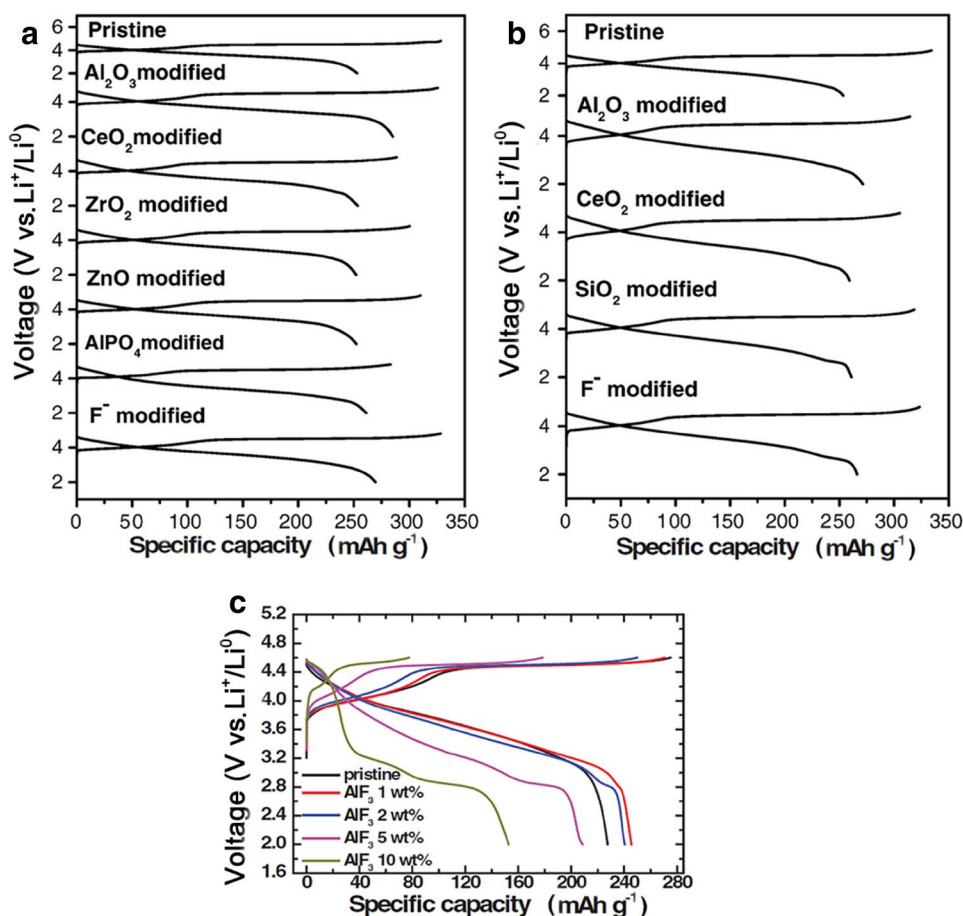 a
Pristine
Al₂O₃ modified
CeO₂ modified
ZrO₂ modified
ZnO modified
AlPO₄ modified
F⁻ modified
6
4
2
4
2
4
2
4
2
4
2
4
2
4
2
Voltage (V vs. Li⁺/Li⁰)
0 50 100 150 200 250 300 350
Specific capacity (mAh g⁻¹)
b
Pristine
Al₂O₃ modified
CeO₂ modified
SiO₂ modified
F⁻ modified
6
4
2
4
2
4
2
4
2
4
2
Voltage (V vs. Li⁺/Li⁰)
0 50 100 150 200 250 300 350
Specific capacity (mAh g⁻¹)
c
5.2
4.8
4.4
4.0
3.6
3.2
2.8
2.4
2.0
1.6
Voltage (V vs. Li⁺/Li⁰)
pristine
AlF₃ 1 wt%
AlF₃ 2 wt%
AlF₃ 5 wt%
AlF₃ 10 wt%
0 40 80 120 160 200 240 280
Specific capacity (mAh g⁻¹)